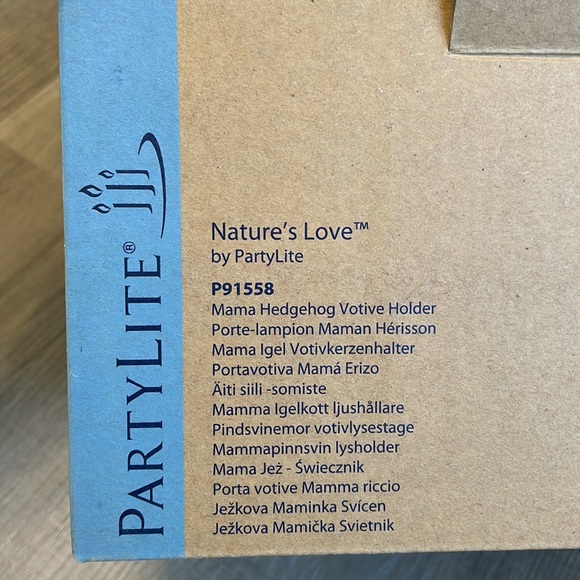 PARTYLITE®
Nature's Love™
by PartyLite
P91558
Mama Hedgehog Votive Holder
Porte-lampion Maman Hérisson
Mama Igel Votivkerzenhalter
Portavotiva Mamá Erizo
Äiti siili -somiste
Mamma Igelkott ljushållare
Pindsvinemor votivlysestage
Mammapinnsvin lysholder
Mama Jeż - Świecznik
Porta votive Mamma riccio
Ježkova Maminka Svícen
Ježkova Mamička Svietnik